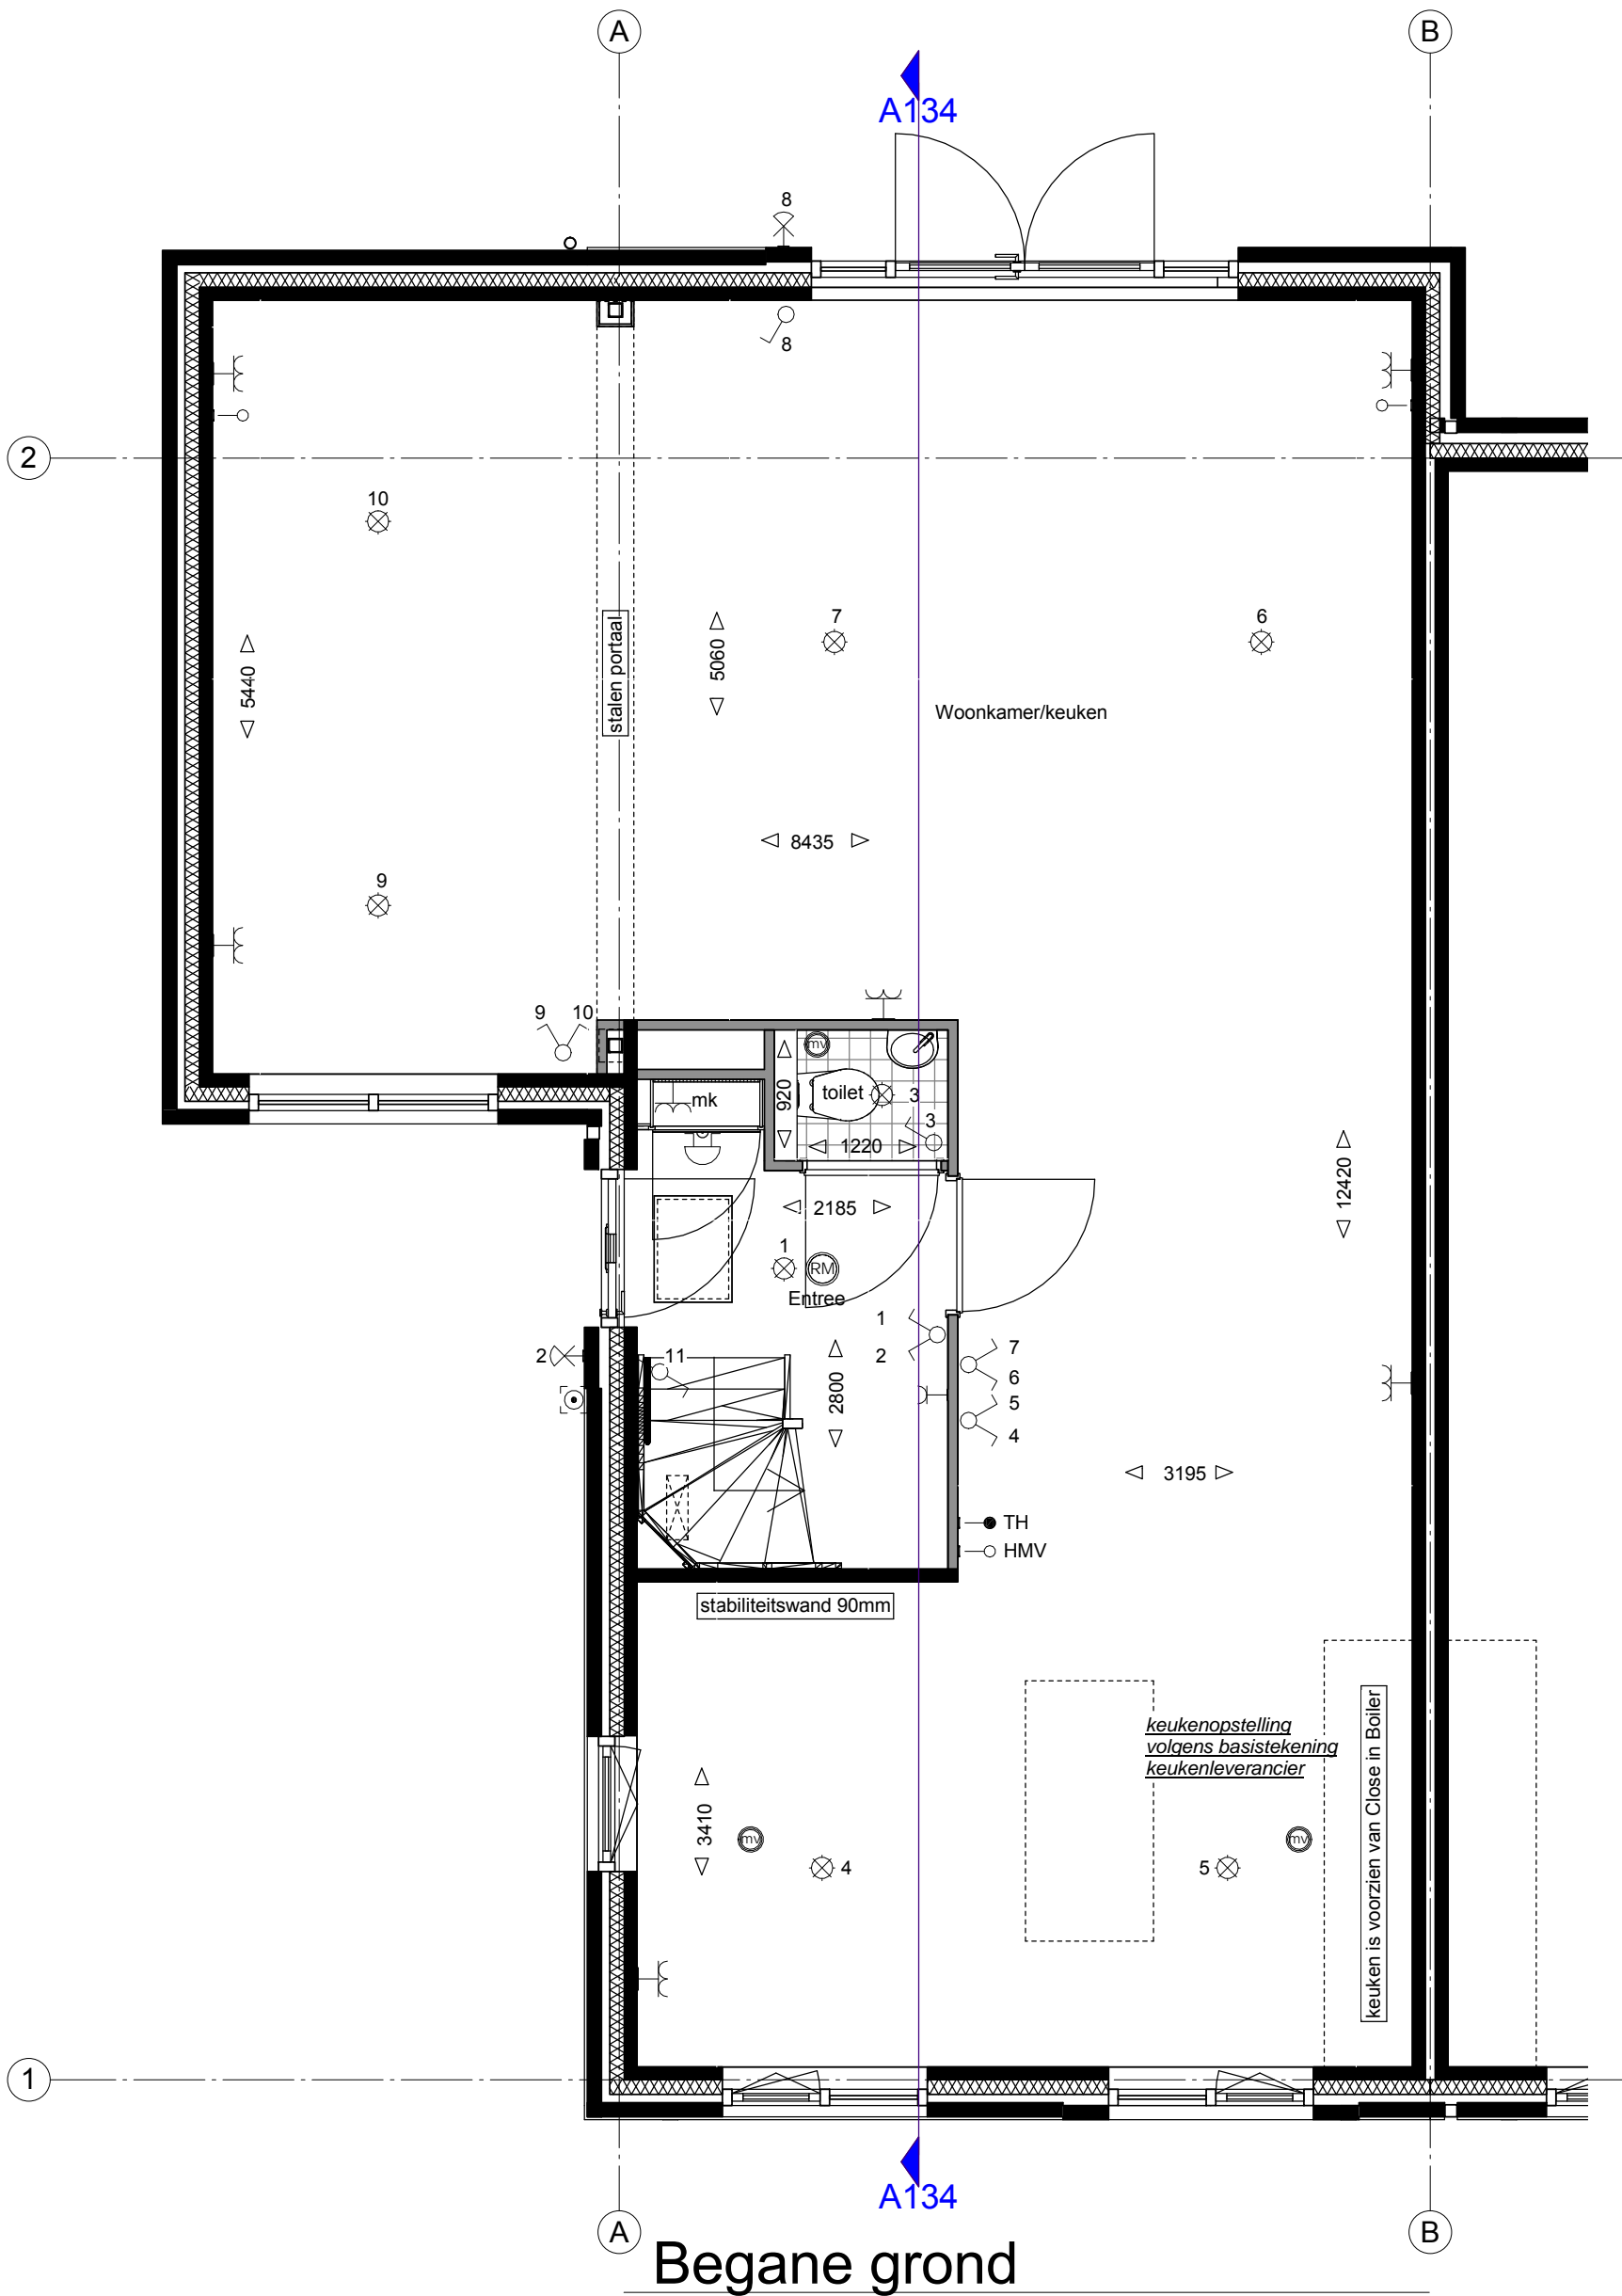 A
B
A134
8
8
2
10
7
6
5440
stalen portaal
5060
Woonkamer/keuken
8435
9
9
10
mv
920
toilet
3
mk
3
1220
2185
12420
1
RM
Entree
1
2
7
2
11
6
2800
5
4
3195
TH
HMV
stabiliteitswand 90mm
keukenopstelling
volgens basistekening
keukenleverancier
keuken is voorzien van Close in Boiler
3410
mv
mv
4
5
1
A134
A
B
Begane grond